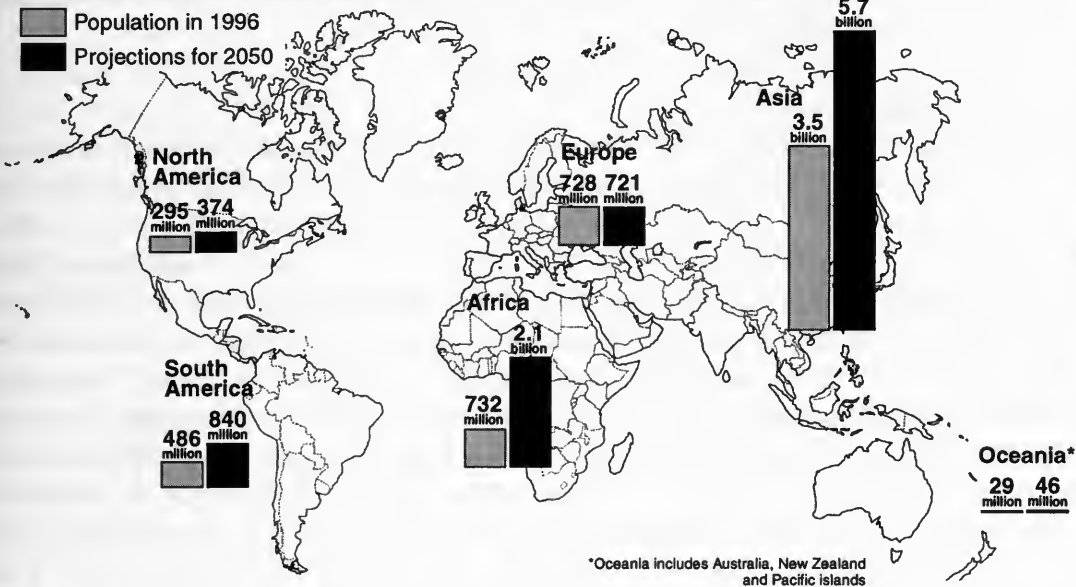 Population in 1996
Projections for 2050
North
America
295 374
million million
South
America
486
million
840
million
Europe
728 721
million million
Africa
732
million
2.1
billion
Asia
3.5
billion
5.7
billion
Oceania*
29 46
million million
*Oceania includes Australia, New Zealand
and Pacific islands